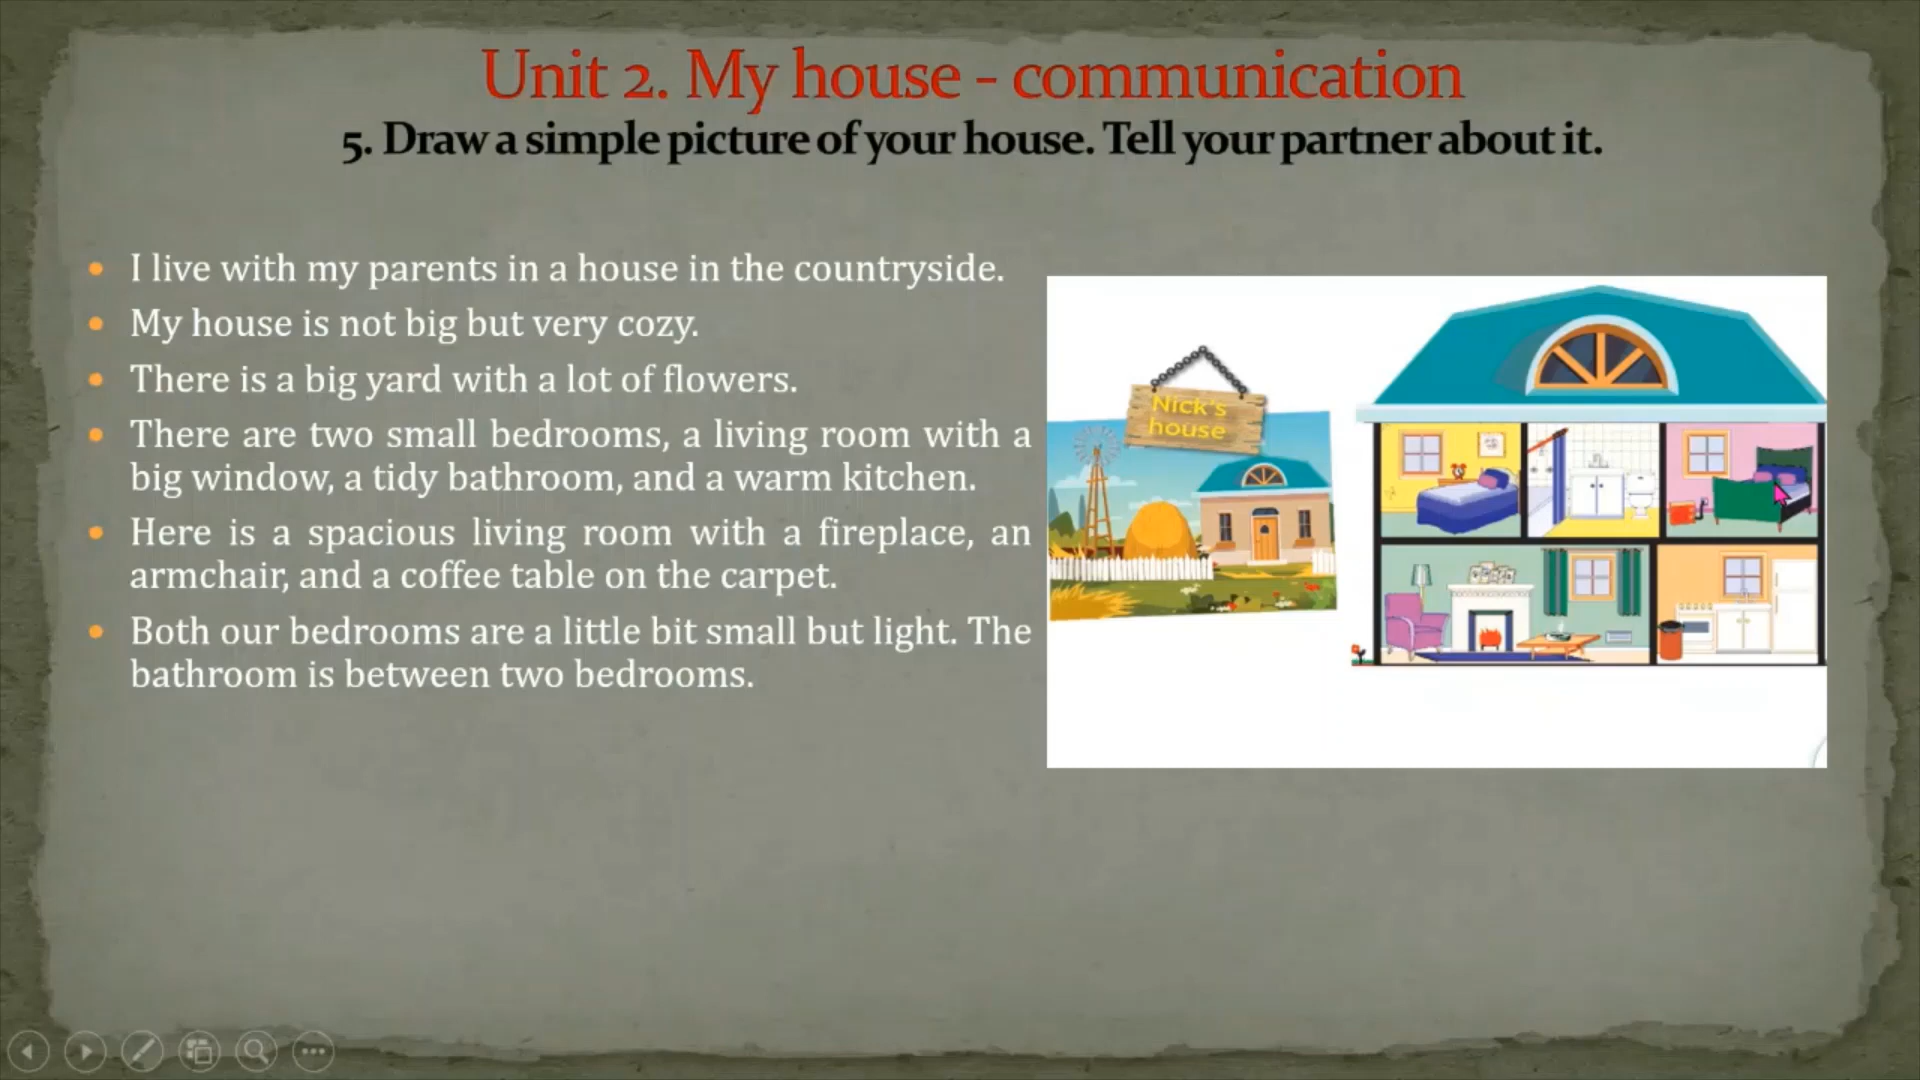 Unit 2. My house - communication
5. Draw a simple picture of your house. Tell your partner about it.
• I live with my parents in a house in the countryside.
• My house is not big but very cozy.
• There is a big yard with a lot of flowers.
• There are two small bedrooms, a living room with a
big window, a tidy bathroom, and a warm kitchen.
• Here is a spacious living room with a fireplace, an
armchair, and a coffee table on the carpet.
• Both our bedrooms are a little bit small but light. The
bathroom is between two bedrooms.
Nick's
house